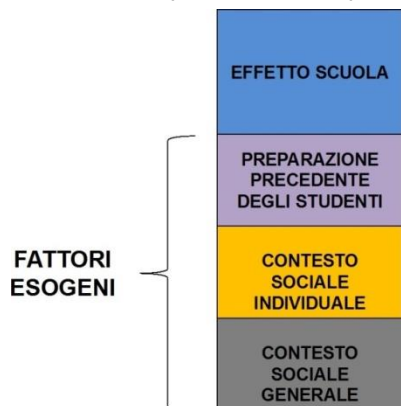 EFFETTO SCUOLA
PREPARAZIONE
PRECEDENTE
DEGLI STUDENTI
FATTORI
ESOGENI
CONTESTO
SOCIALE
INDIVIDUALE
CONTESTO
SOCIALE
GENERALE